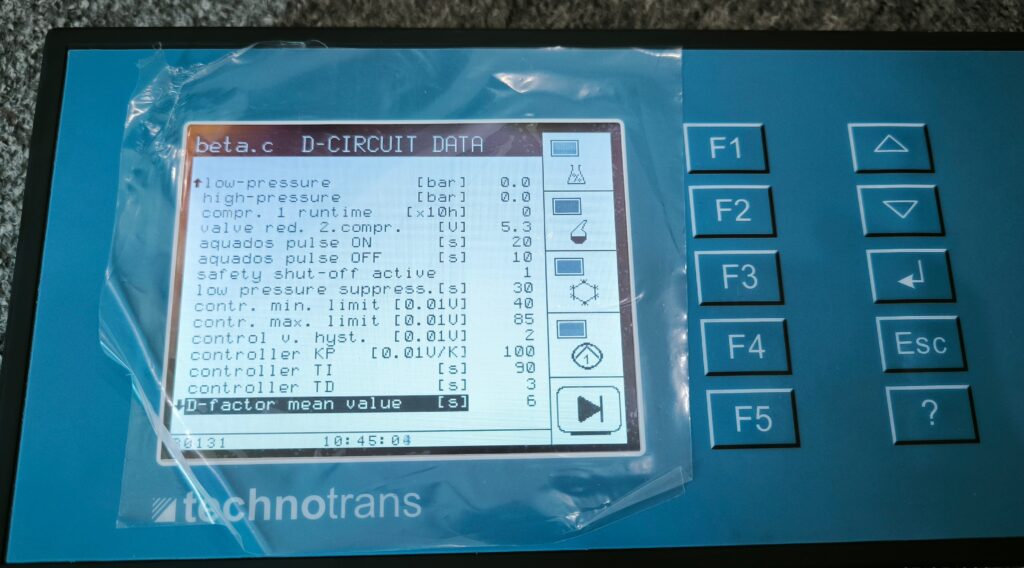 beta.c D-CIRCUIT DATA
low-pressure [bar] 0.0
high-pressure [bar] 0.0
compr. 1 runtime [x10h] 0
valve red. 2.compr. [V] 5.3
aquados pulse ON [s] 20
aquados pulse OFF [s] 10
safety shut-off active 1
low pressure suppress.[s] 30
contr. min. limit [0.01V] 40
contr. max. limit [0.01V] 85
control v. hyst. [0.01V] 2
controller KP [0.01V/K] 100
controller TI [s] 90
controller TD [s] 3
D-factor mean value [s] 6
1
10:45:04
technotrans
F1
F2
F3
F4
Esc
F5
?